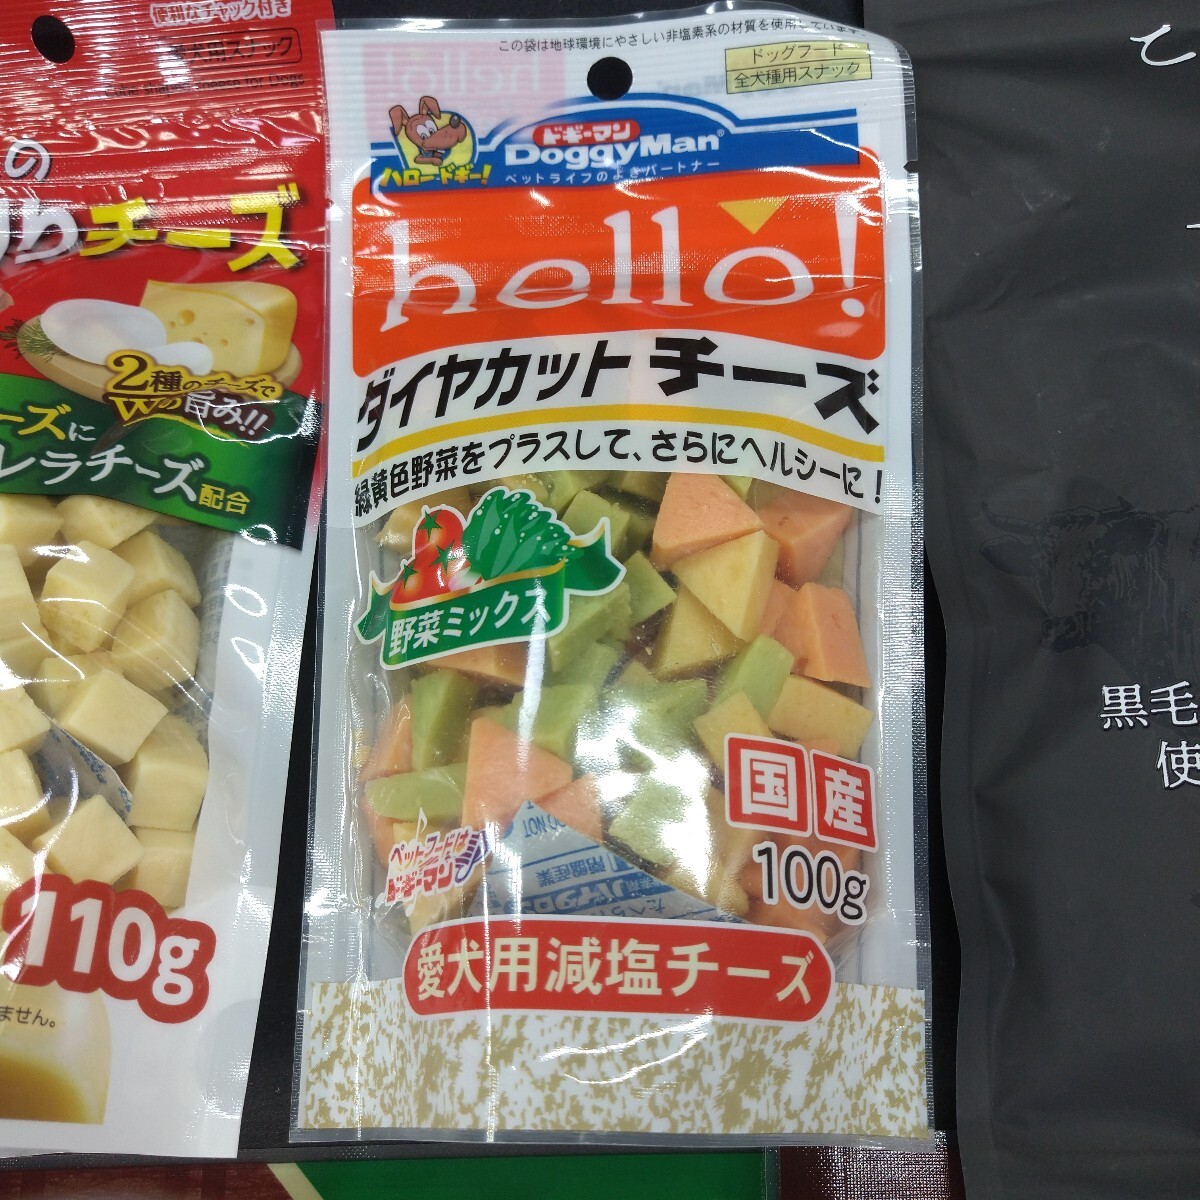 便利なチャック付き
愛犬用スナック
の
チーズ
2種のチーズで
Wの旨み!!
ーズに
レラチーズ配合
110g
ません。
この袋は地球環境にやさしい非塩素系の材質を使用しています。
ドッグフード
全犬種用スナック
ドギーマン
DoggyMan®
ハロードギー!
ペットライフのよきパートナー
hello!
ダイヤカットチーズ
緑黄色野菜をプラスして、さらにヘルシーに!
野菜ミックス
国産
100g
ペットフードは
ドギーマン
愛犬用減塩チーズ
黒毛
使